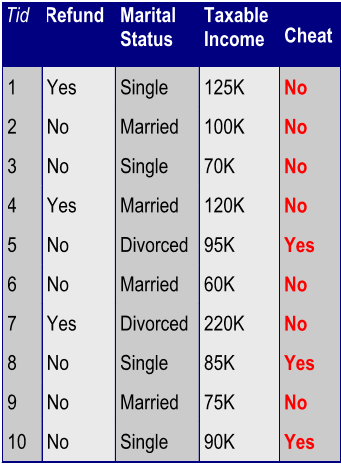 Tid Refund Marital Status Taxable Income Cheat
1 Yes Single 125K No
2 No Married 100K No
3 No Single 70K No
4 Yes Married 120K No
5 No Divorced 95K Yes
6 No Married 60K No
7 Yes Divorced 220K No
8 No Single 85K Yes
9 No Married 75K No
10 No Single 90K Yes